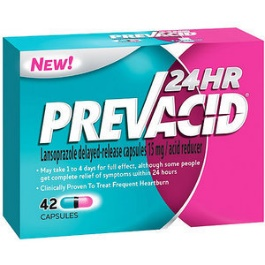 New!
24HR
PREVACID®
Lansoprazole delayed-release capsules 15 mg / acid reducer
• May take 1 to 4 days for full effect, although some people
get complete relief of symptoms within 24 hours
• Clinically Proven To Treat Frequent Heartburn
42
CAPSULES